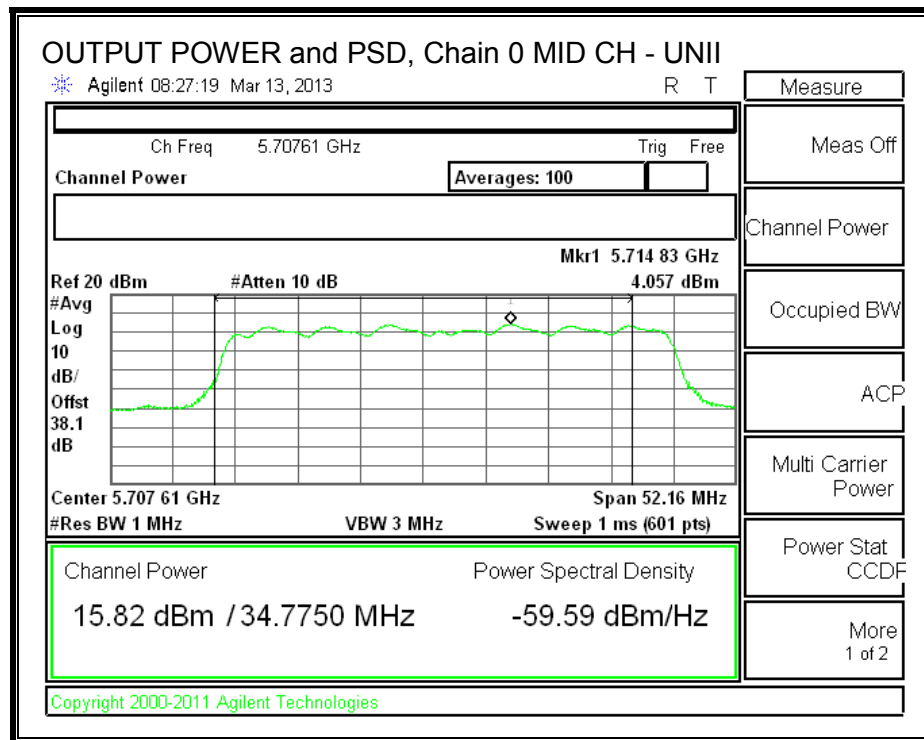 OUTPUT POWER and PSD, Chain 0 MID CH - UNII
Agilent 08:27:19 Mar 13, 2013 R T
Ch Freq 5.70761 GHz Trig Free
Channel Power Averages: 100
Mkr1 5.714 83 GHz
Ref 20 dBm #Atten 10 dB 4.057 dBm
#Avg
Log
10
dB/
Offst
38.1
dB
1
Center 5.707 61 GHz Span 52.16 MHz
#Res BW 1 MHz VBW 3 MHz Sweep 1 ms (601 pts)
Channel Power Power Spectral Density
15.82 dBm / 34.7750 MHz -59.59 dBm/Hz
Copyright 2000-2011 Agilent Technologies
Measure
Meas Off
Channel Power
Occupied BW
ACP
Multi Carrier
Power
Power Stat
CCDF
More
1 of 2